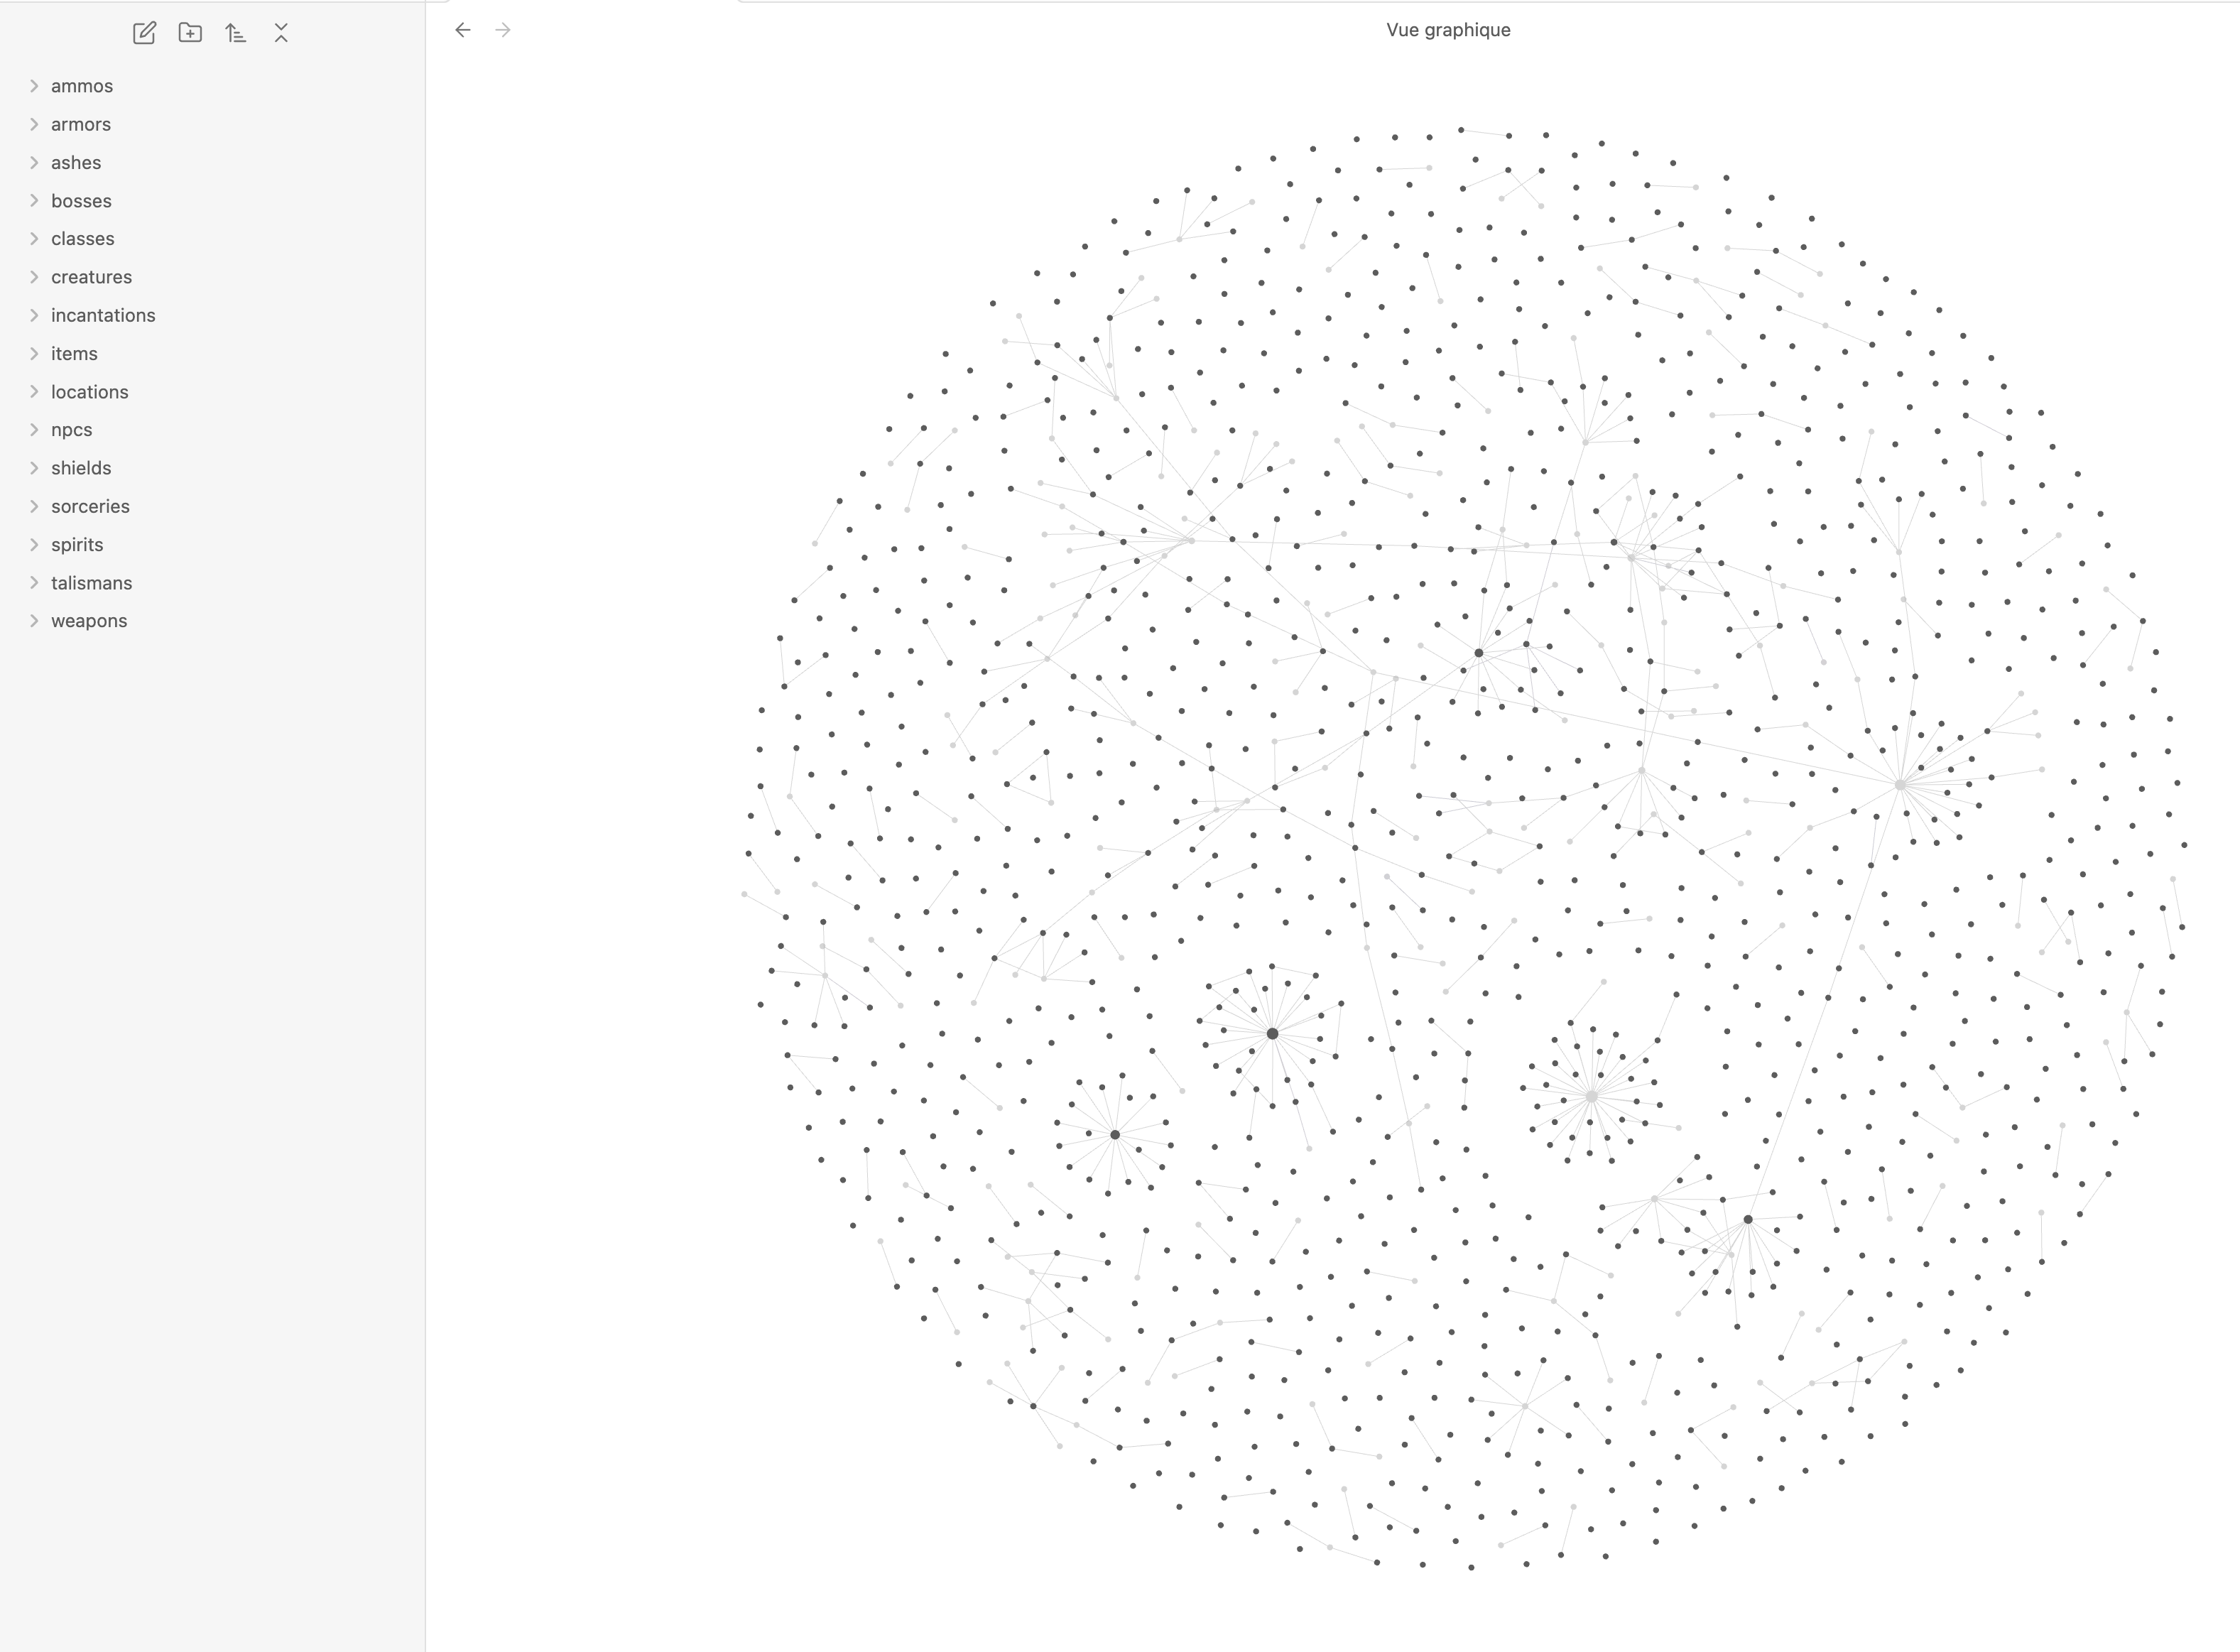 Vue graphique
ammos
armors
ashes
bosses
classes
creatures
incantations
items
locations
npcs
shields
sorceries
spirits
talismans
weapons